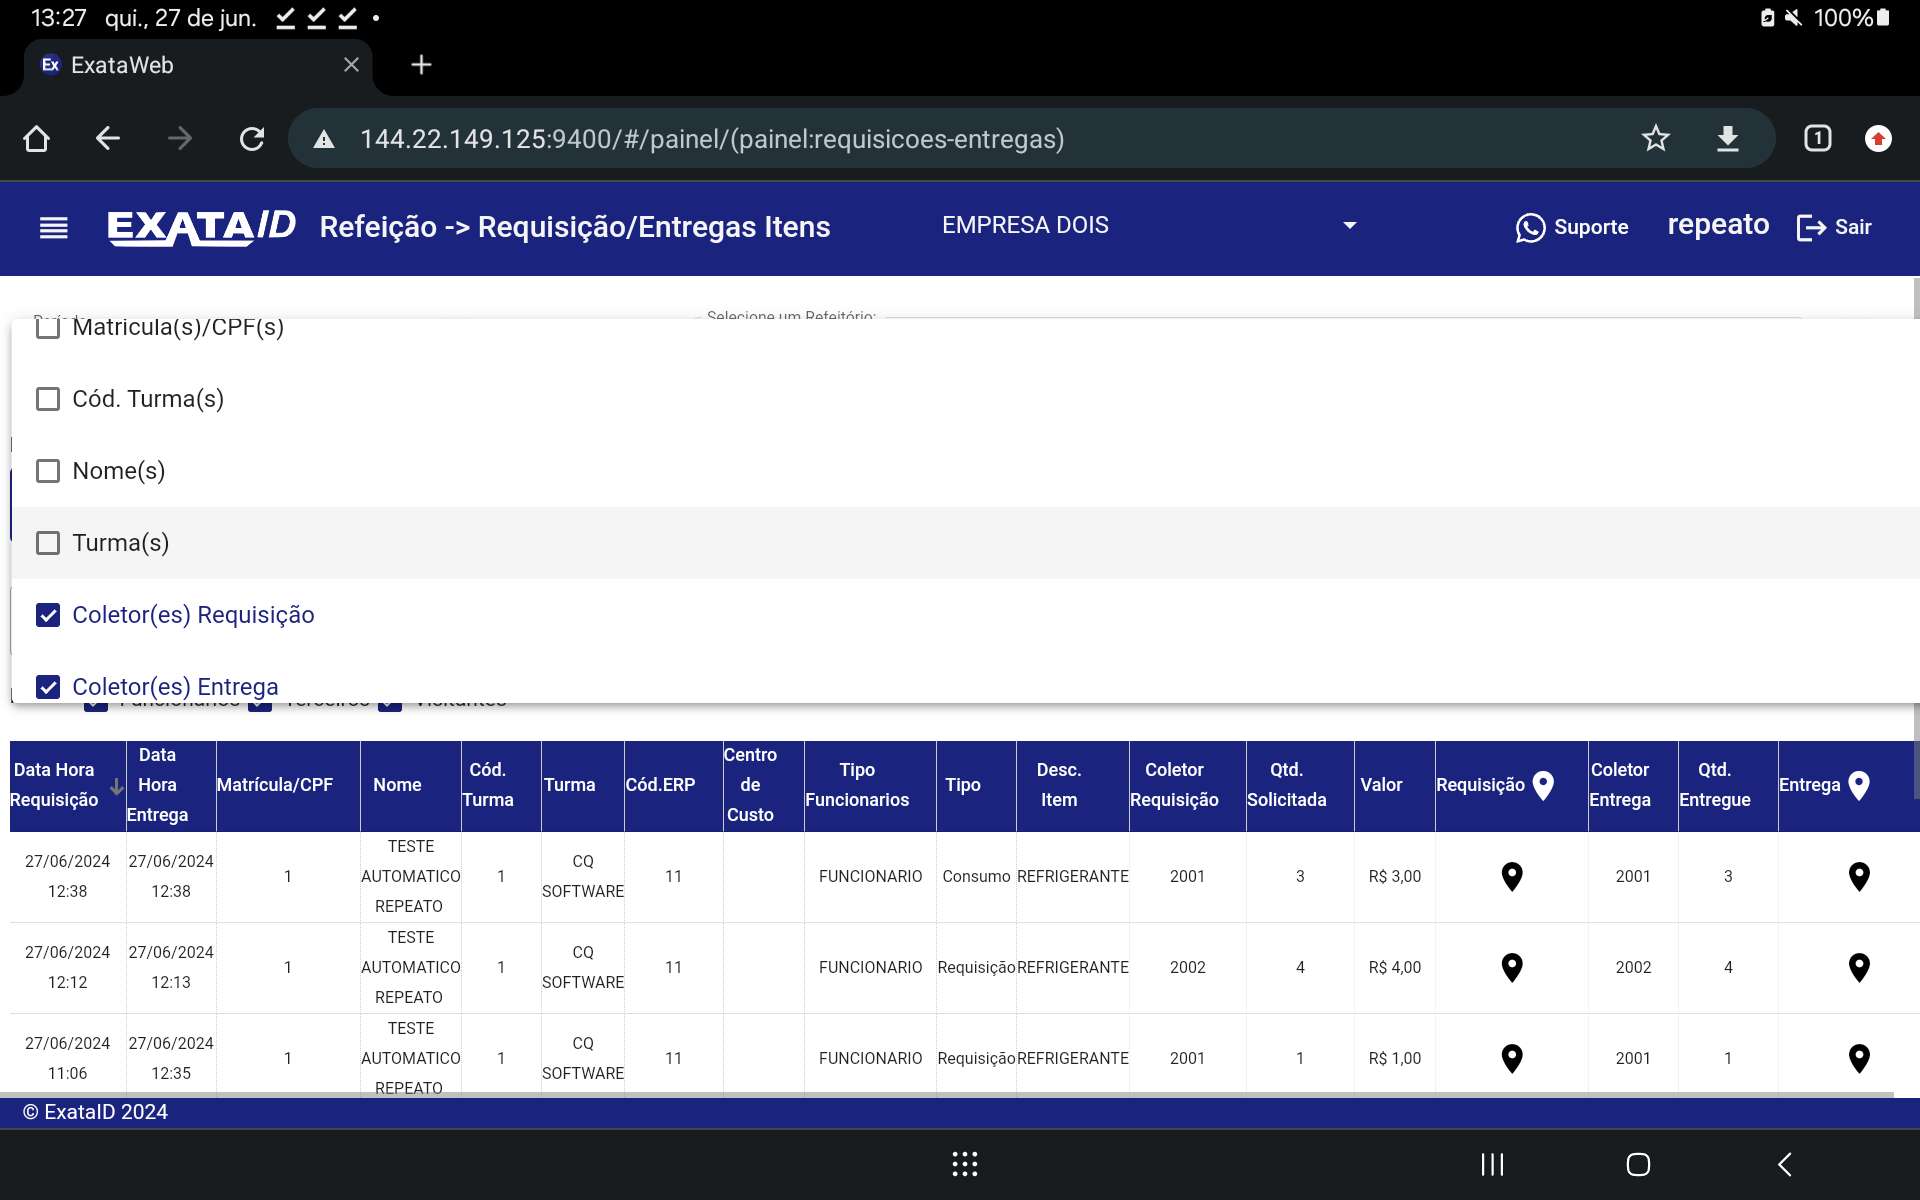 13:27 qui., 27 de jun. 100%
Ex ExataWeb
144.22.149.125:9400/#/painel/(painel:requisicoes-entregas) 1
EXATAID Refeição -> Requisição/Entregas Itens EMPRESA DOIS Suporte repeato Sair
Período Selecione um Refeitório:
Matrícula(s)/CPF(s)
Cód. Turma(s)
Nome(s)
Turma(s)
Coletor(es) Requisição
Coletor(es) Entrega
Funcionários Terceiros Visitantes
Data Hora Requisição Data Hora Entrega Matrícula/CPF Nome Cód. Turma Turma Cód.ERP Centro de Custo Tipo Funcionarios Tipo Desc. Item Coletor Requisição Qtd. Solicitada Valor Requisição Coletor Entrega Qtd. Entregue Entrega
27/06/2024 12:38 27/06/2024 12:38 1 TESTE AUTOMATICO REPEATO 1 CQ SOFTWARE 11 FUNCIONARIO Consumo REFRIGERANTE 2001 3 R$ 3,00 2001 3
27/06/2024 12:12 27/06/2024 12:13 1 TESTE AUTOMATICO REPEATO 1 CQ SOFTWARE 11 FUNCIONARIO Requisição REFRIGERANTE 2002 4 R$ 4,00 2002 4
27/06/2024 11:06 27/06/2024 12:35 1 TESTE AUTOMATICO REPEATO 1 CQ SOFTWARE 11 FUNCIONARIO Requisição REFRIGERANTE 2001 1 R$ 1,00 2001 1
© ExataID 2024